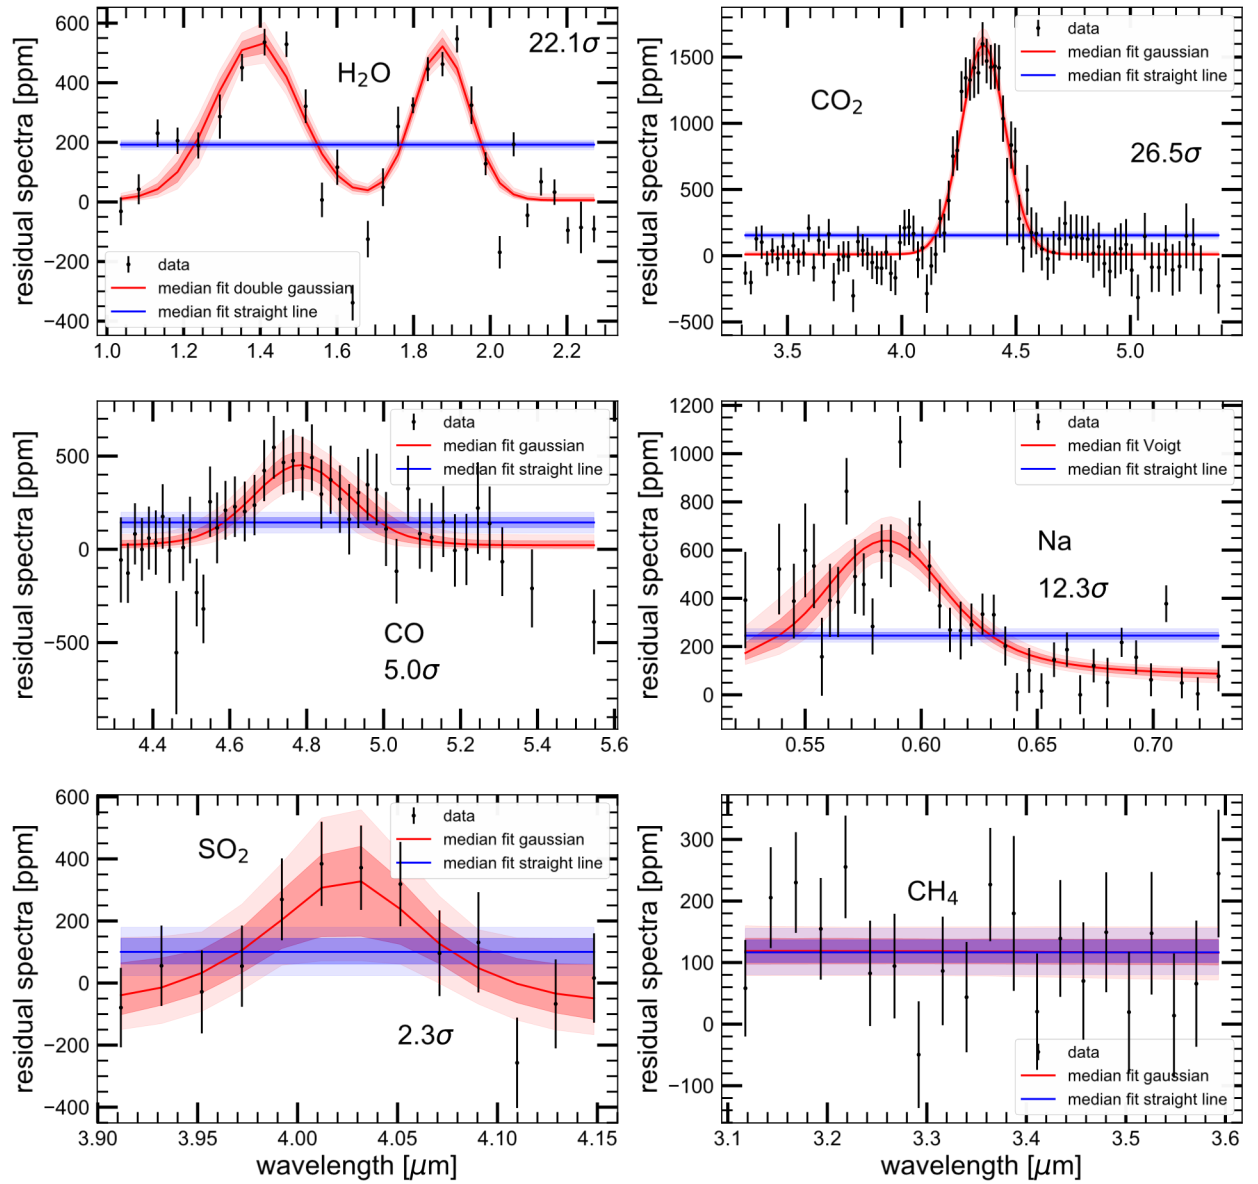 600
400
200
0
−200
−400
residual spectra [ppm]
H₂O
22.1σ
data
median fit double gaussian
median fit straight line
1.0 1.2 1.4 1.6 1.8 2.0 2.2
1500
1000
500
0
−500
residual spectra [ppm]
data
median fit gaussian
median fit straight line
CO₂
26.5σ
3.5 4.0 4.5 5.0
500
0
−500
residual spectra [ppm]
data
median fit gaussian
median fit straight line
CO
5.0σ
4.4 4.6 4.8 5.0 5.2 5.4 5.6
1200
1000
800
600
400
200
0
residual spectra [ppm]
data
median fit Voigt
median fit straight line
Na
12.3σ
0.55 0.60 0.65 0.70
600
400
200
0
−200
−400
residual spectra [ppm]
SO₂
data
median fit gaussian
median fit straight line
2.3σ
3.90 3.95 4.00 4.05 4.10 4.15
wavelength [μm]
300
200
100
0
−100
residual spectra [ppm]
CH₄
data
median fit gaussian
median fit straight line
3.1 3.2 3.3 3.4 3.5 3.6
wavelength [μm]